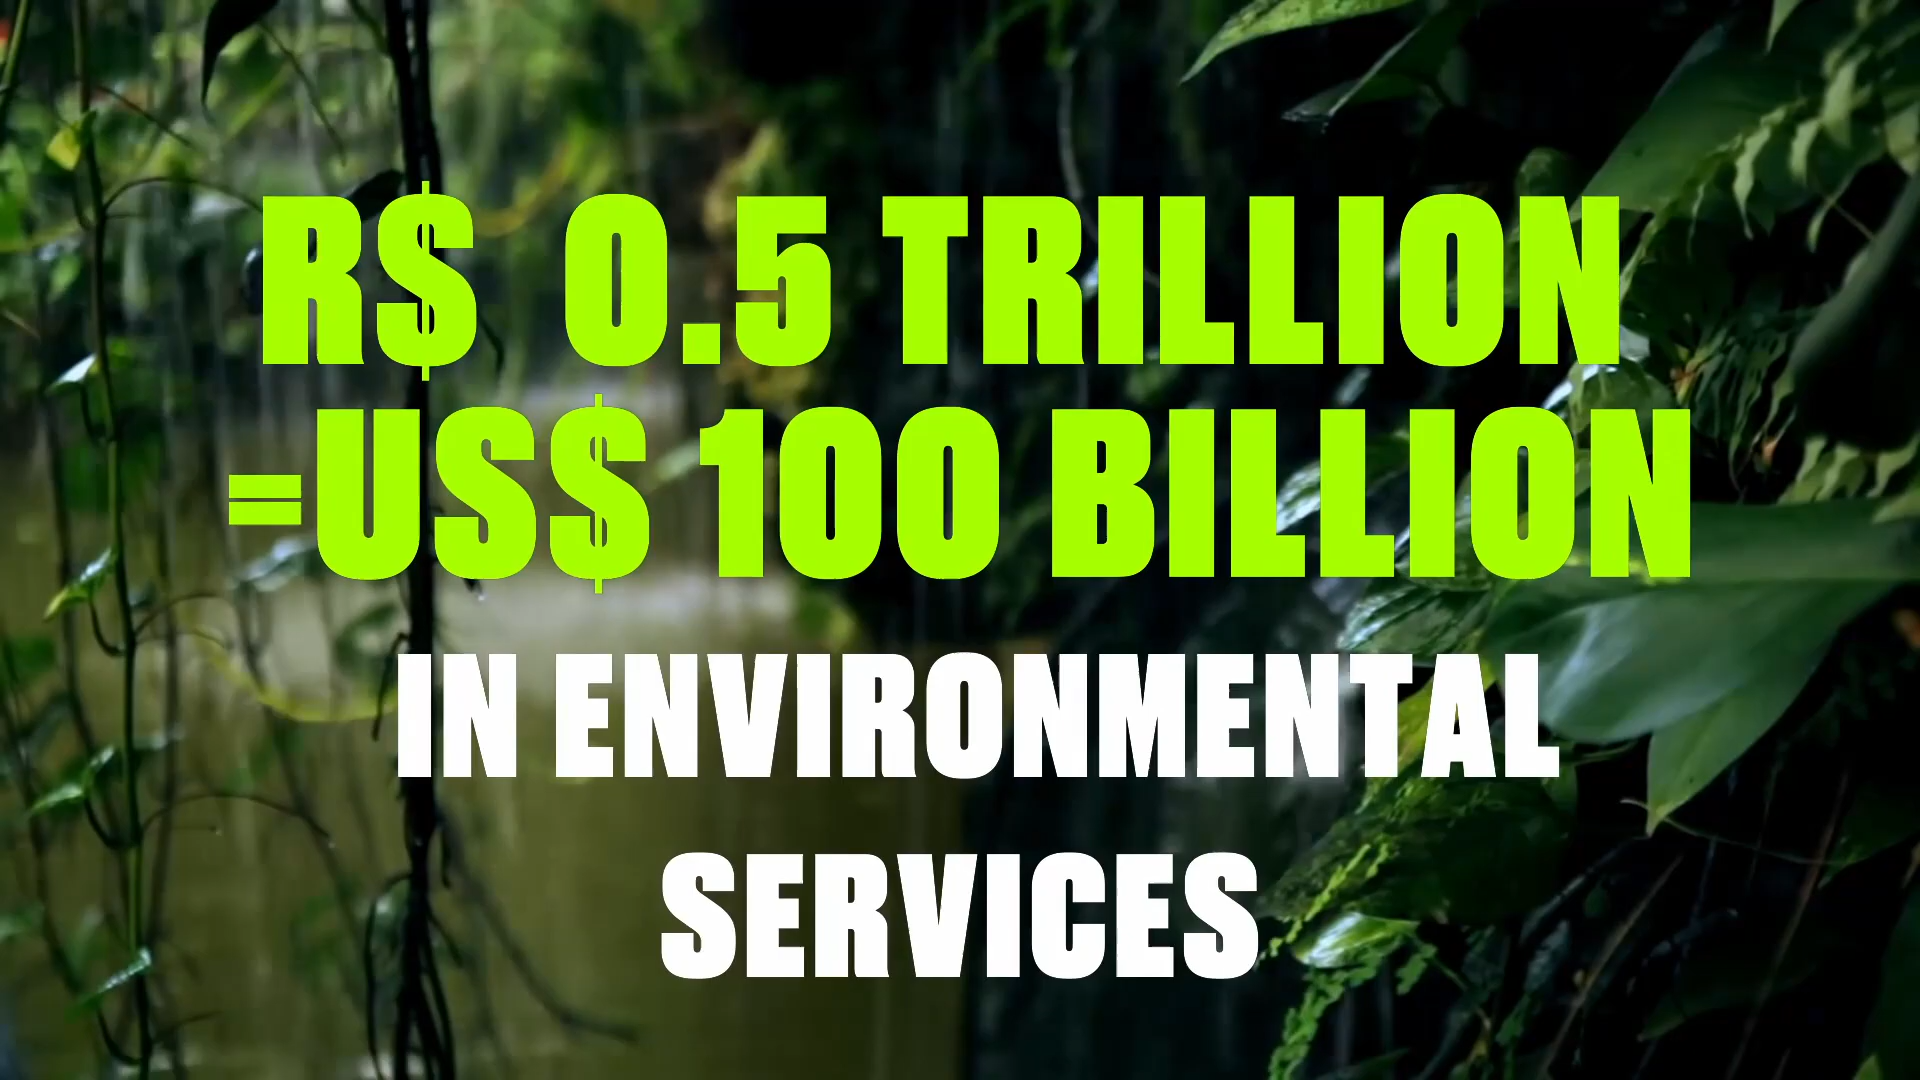 R$ 0.5 TRILLION
=US$ 100 BILLION
IN ENVIRONMENTAL
SERVICES